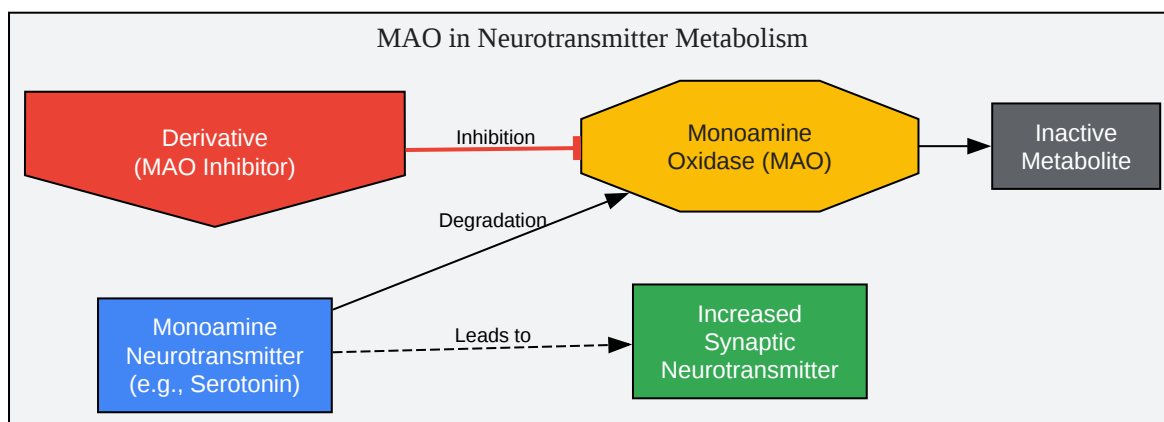 MAO in Neurotransmitter Metabolism
Derivative
(MAO Inhibitor)
Inhibition
Monoamine
Oxidase (MAO)
Inactive
Metabolite
Degradation
Monoamine
Neurotransmitter
(e.g., Serotonin)
Leads to
Increased
Synaptic
Neurotransmitter